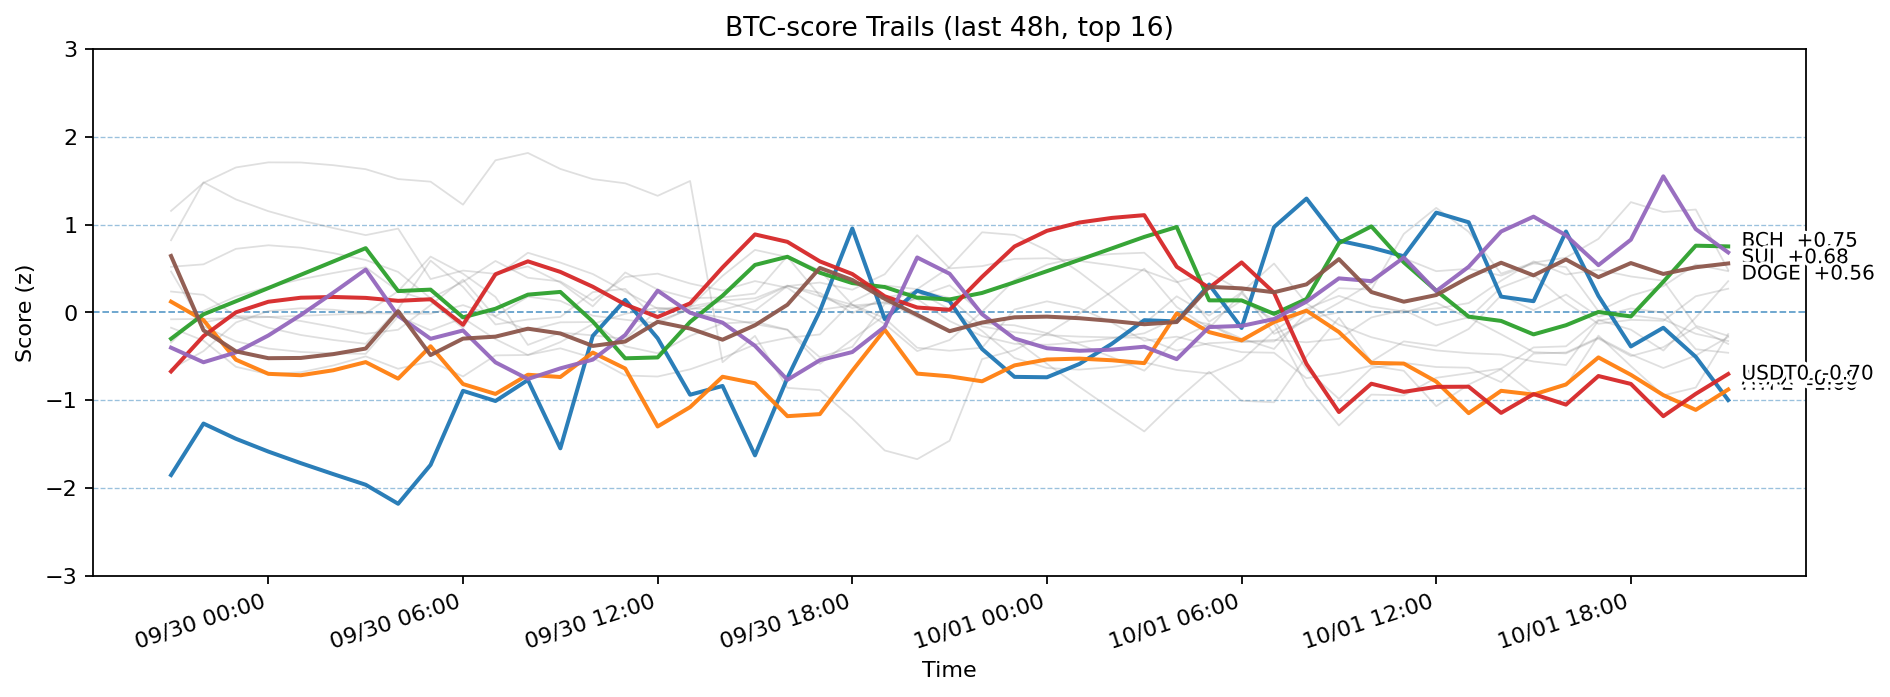 BTC-score Trails (last 48h, top 16)
Score (z)
3
2
1
0
−1
−2
−3
BCH +0.75
SUI +0.68
DOGE +0.56
USDT0 -0.70
09/30 00:00
09/30 06:00
09/30 12:00
09/30 18:00
10/01 00:00
10/01 06:00
10/01 12:00
10/01 18:00
Time